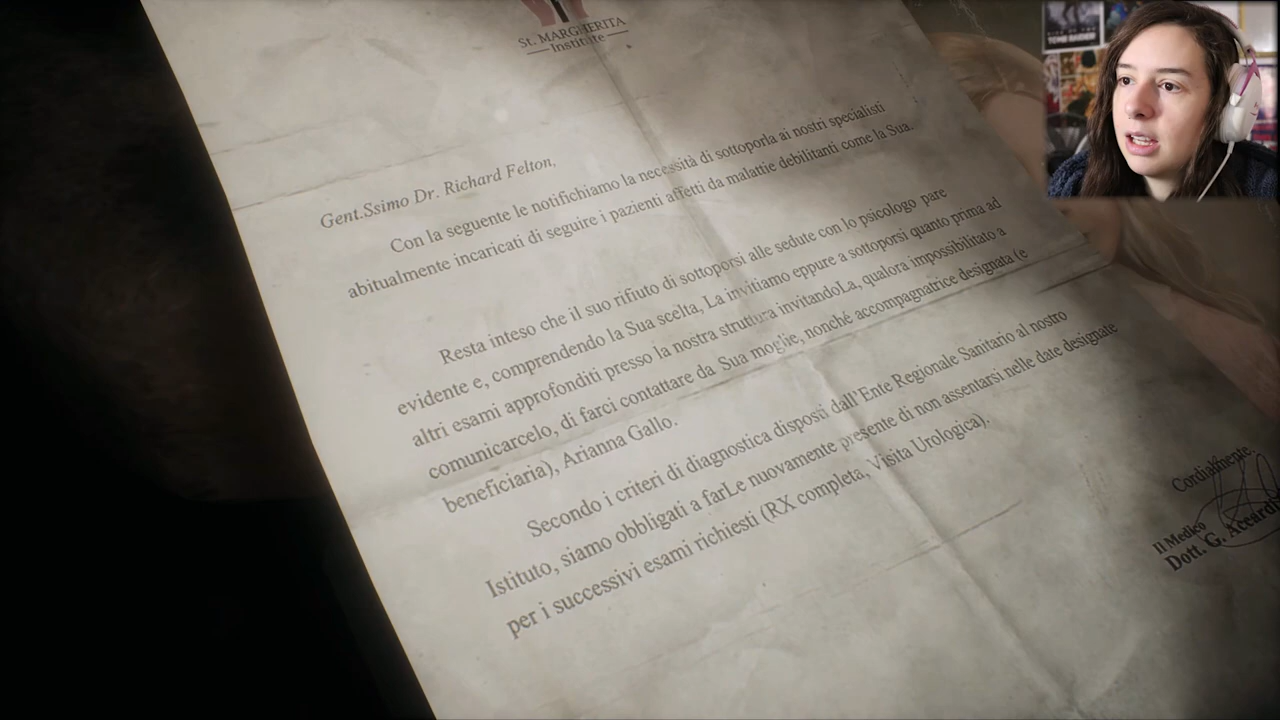 TOMB RAIDER
St. MARGHERITA
Institute
Gent.Ssimo Dr. Richard Felton,
Con la seguente le notifichiamo la necessità di sottoporla ai nostri specialisti
abitualmente incaricati di seguire i pazienti affetti da malattie debilitanti come la Sua.
Resta inteso che il suo rifiuto di sottoporsi alle sedute con lo psicologo pare
evidente e, comprendendo la Sua scelta, La invitiamo eppure a sottoporsi quanto prima ad
altri esami approfonditi presso la nostra struttura invitandoLa, qualora impossibilitato a
comunicarcelo, di farci contattare da Sua moglie, nonché accompagnatrice designata (e
beneficiaria), Arianna Gallo.
Secondo i criteri di diagnostica disposti dall'Ente Regionale Sanitario al nostro
Istituto, siamo obbligati a farLe nuovamente presente di non assentarsi nelle date designate
per i successivi esami richiesti (RX completa, Visita Urologica).
Cordialmente.
Il Medico
Dott. G. Accardi